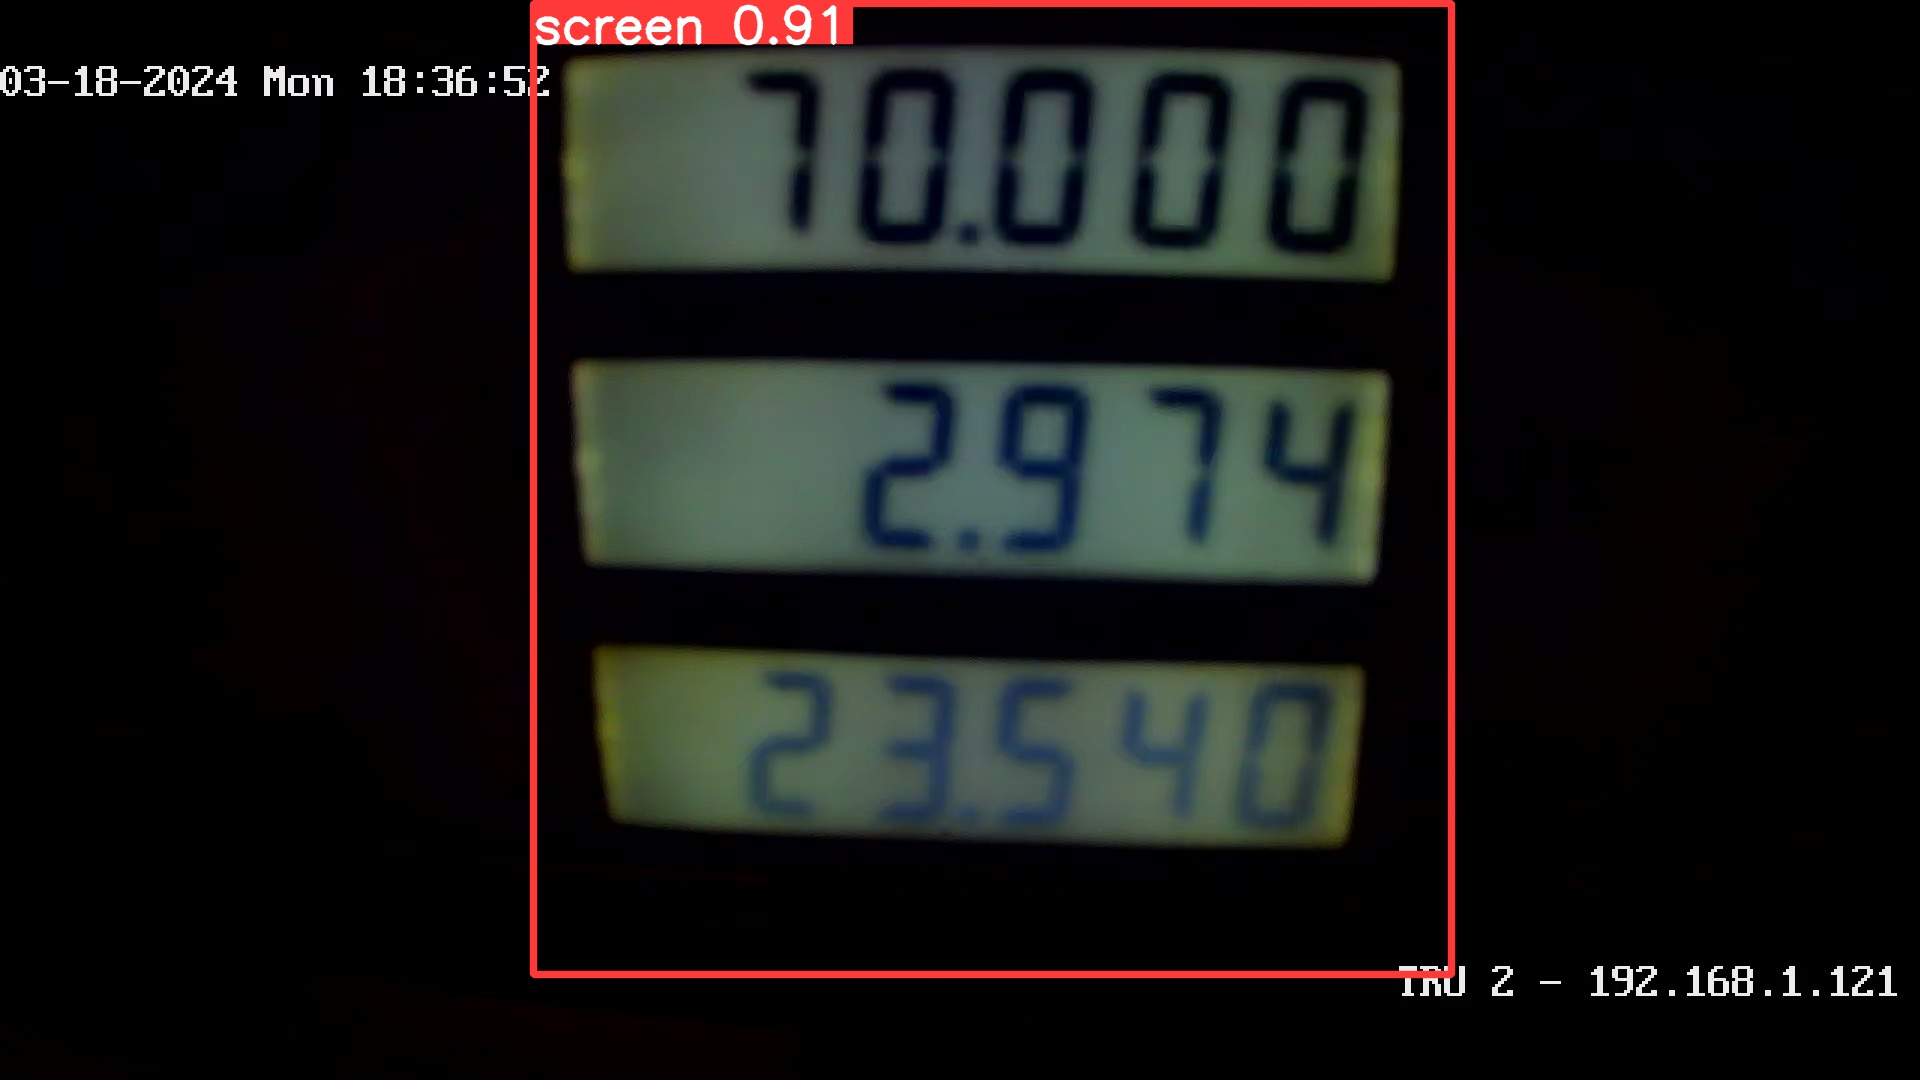 screen 0.91
03-18-2024 Mon 18:36:52
70.000
2.974
23.540
TRU 2 - 192.168.1.121